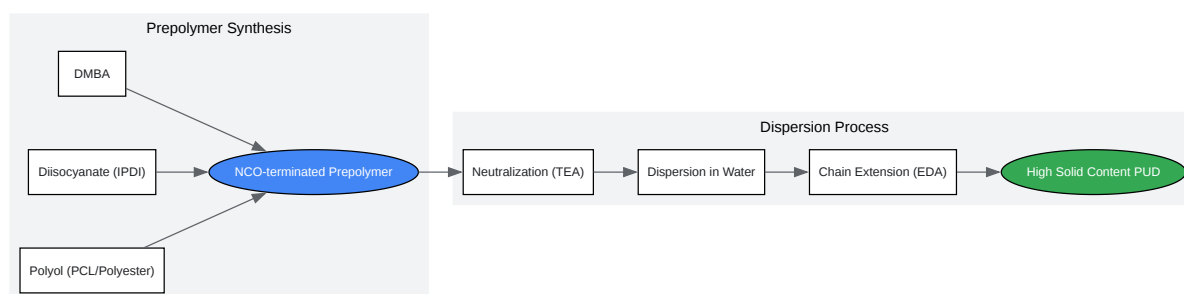 Prepolymer Synthesis
DMBA
Diisocyanate (IPDI)
NCO-terminated Prepolymer
Polyol (PCL/Polyester)
Dispersion Process
Neutralization (TEA)
Dispersion in Water
Chain Extension (EDA)
High Solid Content PUD